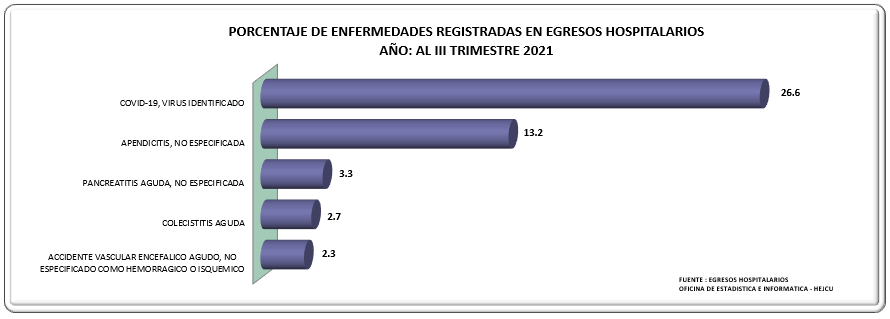 PORCENTAJE DE ENFERMEDADES REGISTRADAS EN EGRESOS HOSPITALARIOS
AÑO: AL III TRIMESTRE 2021
COVID-19, VIRUS IDENTIFICADO
26.6
APENDICITIS, NO ESPECIFICADA
13.2
PANCREATITIS AGUDA, NO ESPECIFICADA
3.3
COLECISTITIS AGUDA
2.7
ACCIDENTE VASCULAR ENCEFALICO AGUDO, NO
ESPECIFICADO COMO HEMORRAGICO O ISQUEMICO
2.3
FUENTE : EGRESOS HOSPITALARIOS
OFICINA DE ESTADISTICA E INFORMATICA - HEJCU